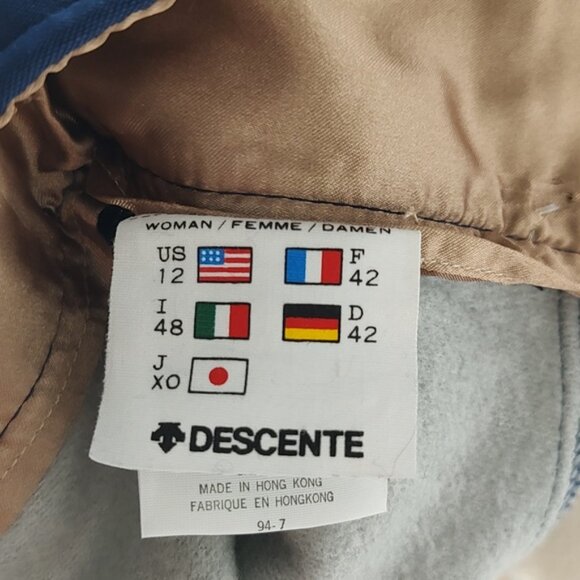 WOMAN / FEMME / DAMEN
US 12 F 42
I 48 D 42
J XO
DESCENTE
MADE IN HONG KONG
FABRIQUE EN HONGKONG
94-7